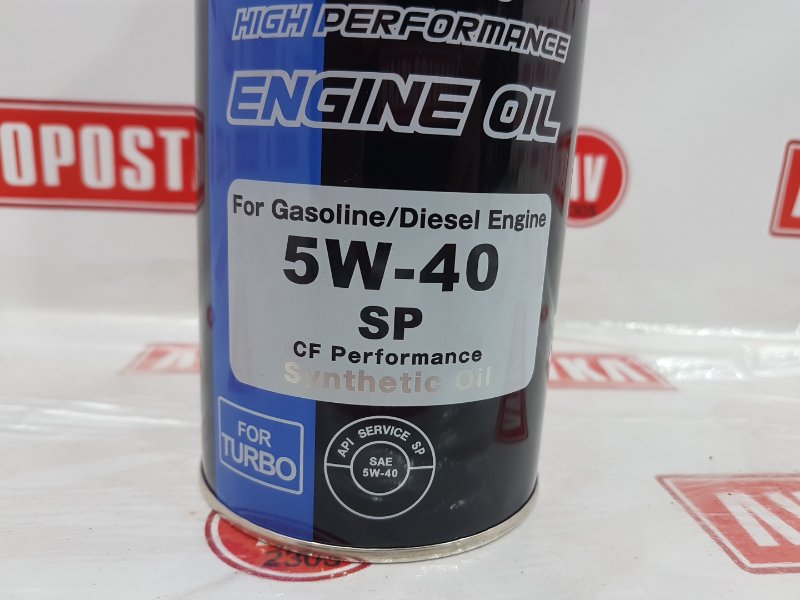 HIGH PERFORMANCE
ENGINE OIL
For Gasoline/Diesel Engine
5W-40
SP
CF Performance
Synthetic Oil
FOR
TURBO
API SERVICE SP
SAE
5W-40